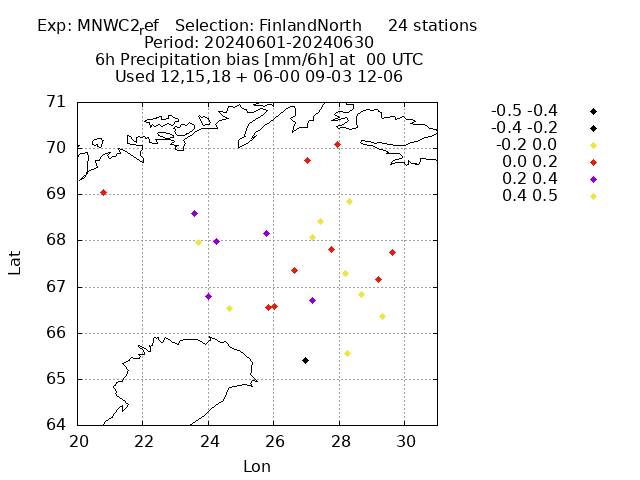 Exp: MNWC2ref   Selection: FinlandNorth     24 stations
Period: 20240601-20240630
6h Precipitation bias [mm/6h] at  00 UTC
Used 12,15,18 + 06-00 09-03 12-06
-0.5 -0.4
-0.4 -0.2
-0.2 0.0
0.0 0.2
0.2 0.4
0.4 0.5
71
70
69
68
67
66
65
64
Lat
20 22 24 26 28 30
Lon